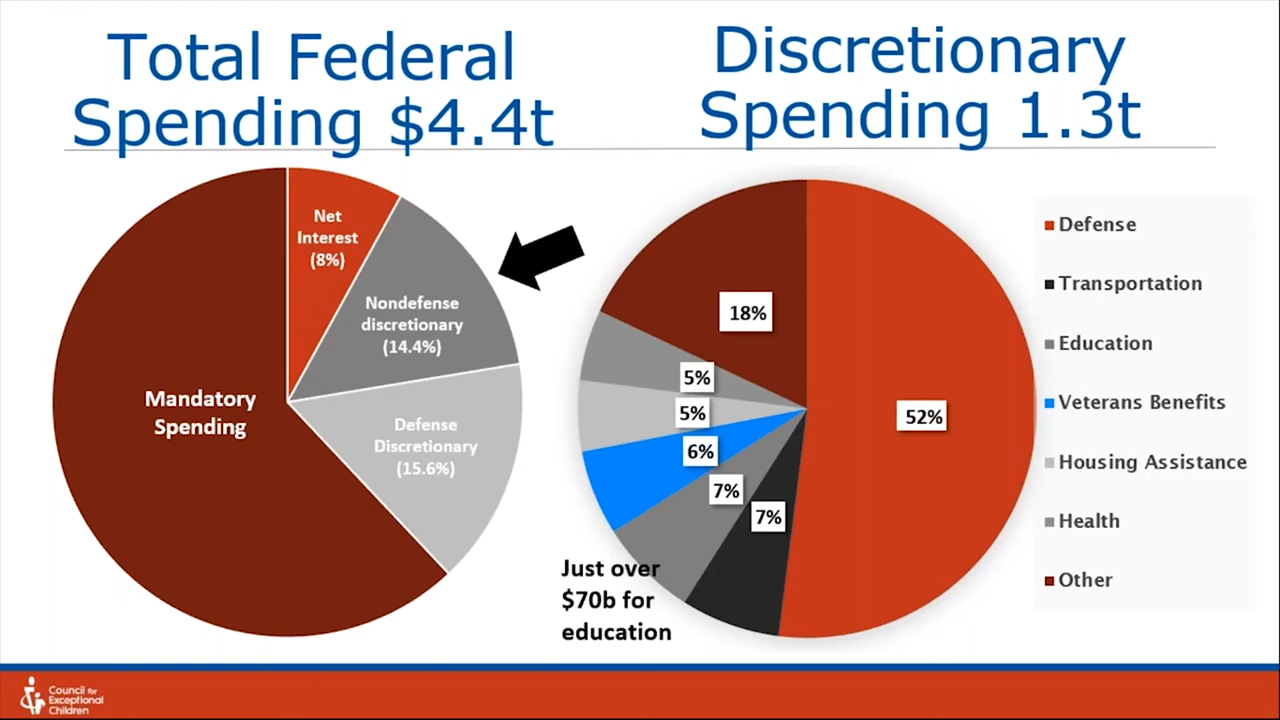 Total Federal
Spending $4.4t
Discretionary
Spending 1.3t
Net
Interest
(8%)
Nondefense
discretionary
(14.4%)
Mandatory
Spending
Defense
Discretionary
(15.6%)
18%
5%
5%
6%
7%
7%
52%
Just over
$70b for
education
Defense
Transportation
Education
Veterans Benefits
Housing Assistance
Health
Other
Council for
Exceptional
Children